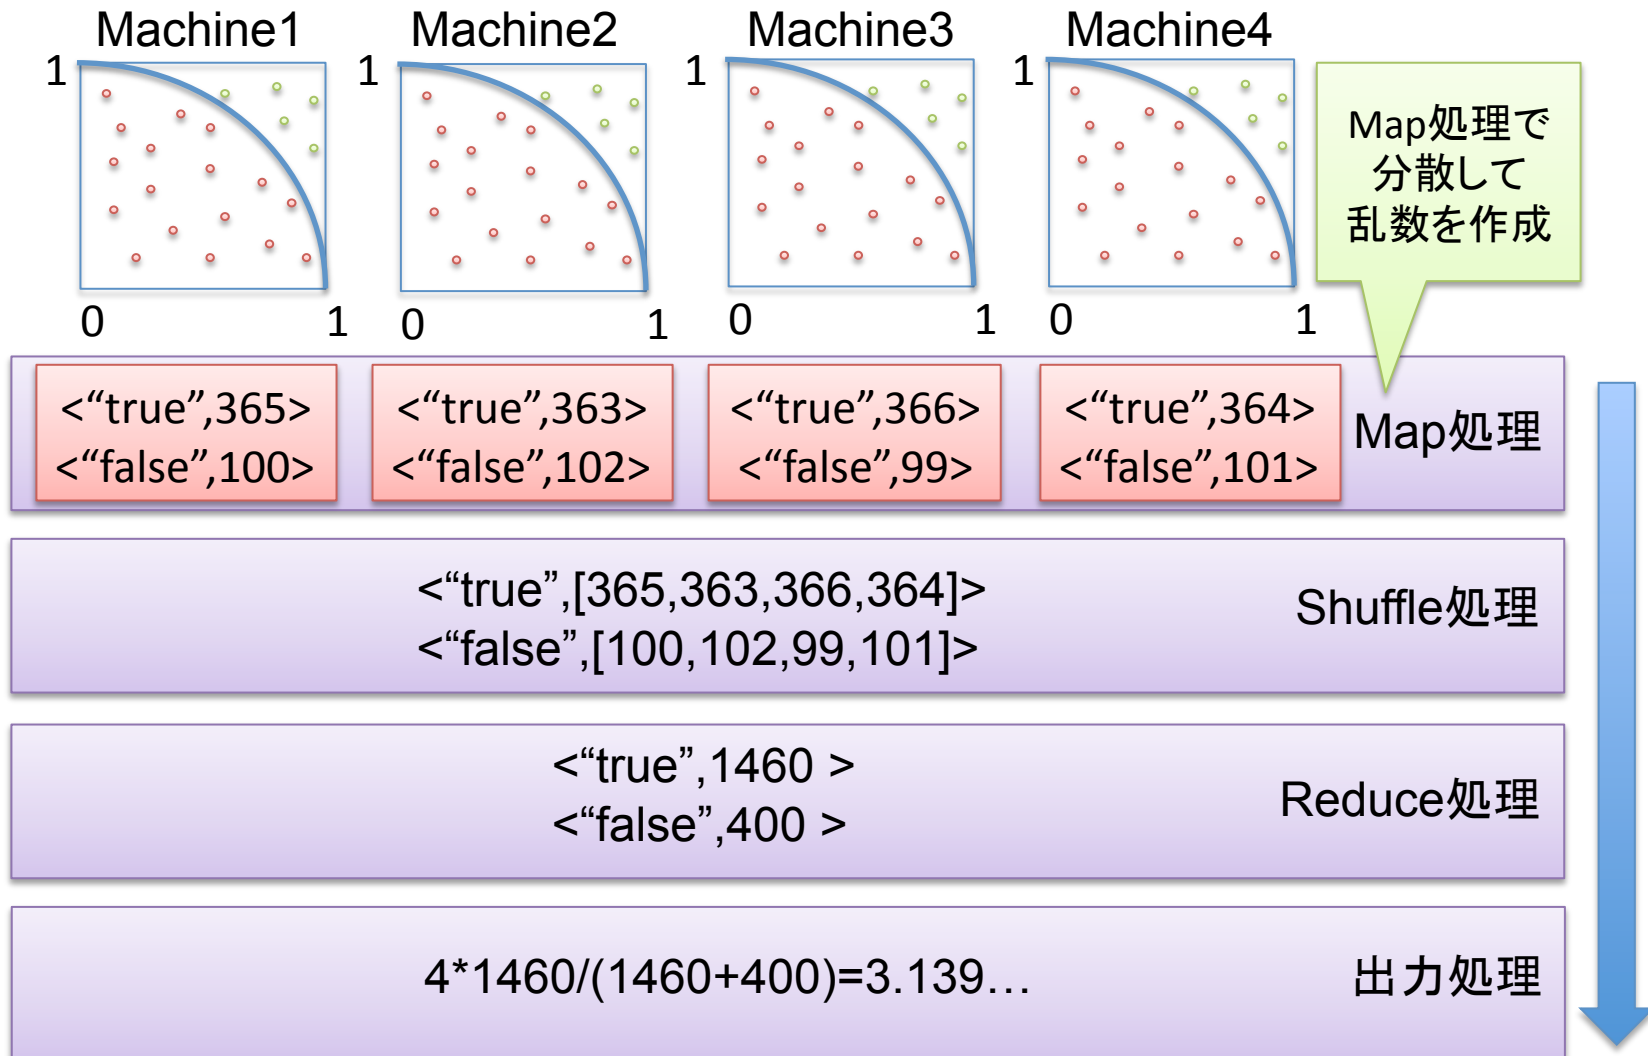 Machine1 Machine2 Machine3 Machine4
1 1 1 1
Map処理で
分散して
乱数を作成
0 1 0 1 0 1 0 1
<“true”,365> <“true”,363> <“true”,366> <“true”,364>
<“false”,100> <“false”,102> <“false”,99> <“false”,101>
Map処理
<“true”,[365,363,366,364]>
<“false”,[100,102,99,101]>
Shuffle処理
<“true”,1460 >
<“false”,400 >
Reduce処理
4*1460/(1460+400)=3.139…
出力処理